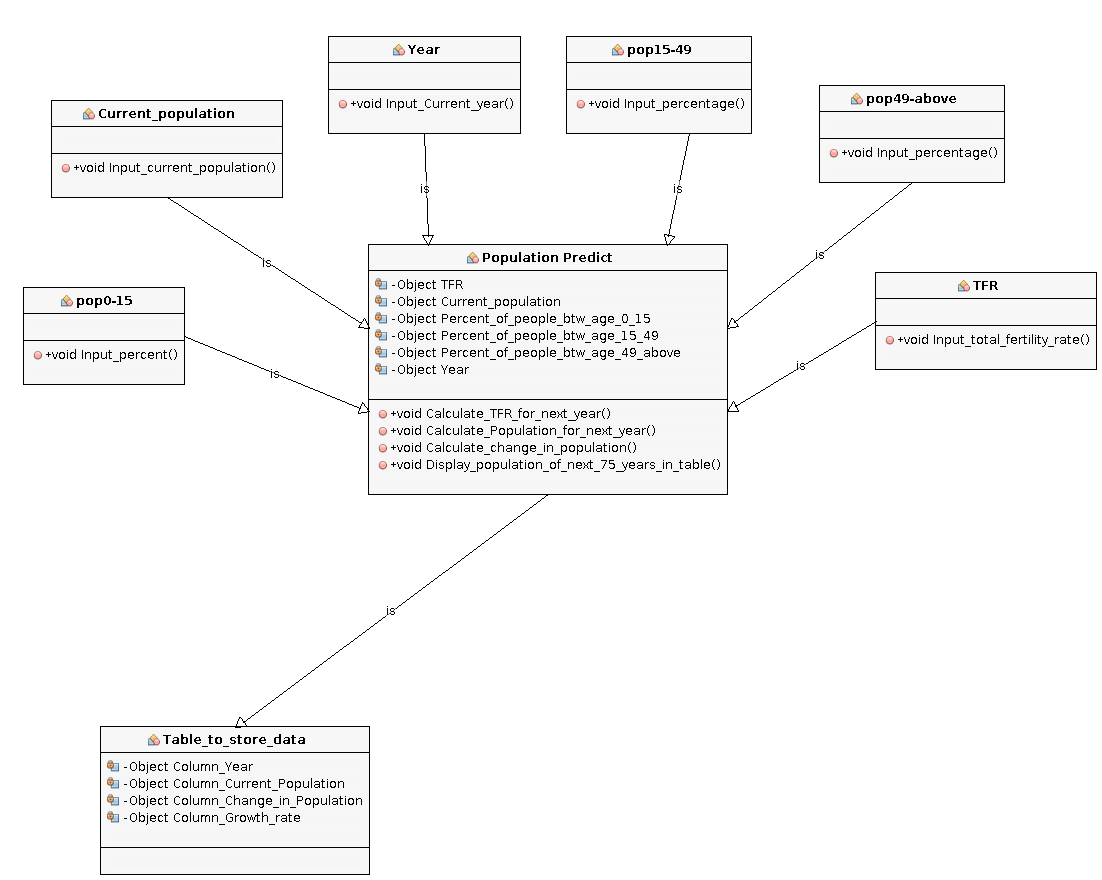 Year
+void Input_Current_year()
pop15-49
+void Input_percentage()
pop49-above
+void Input_percentage()
Current_population
+void Input_current_population()
is
is
is
is
Population Predict
-Object TFR
-Object Current_population
-Object Percent_of_people_btw_age_0_15
-Object Percent_of_people_btw_age_15_49
-Object Percent_of_people_btw_age_49_above
-Object Year
+void Calculate_TFR_for_next_year()
+void Calculate_Population_for_next_year()
+void Calculate_change_in_population()
+void Display_population_of_next_75_years_in_table()
pop0-15
+void Input_percent()
is
TFR
+void Input_total_fertility_rate()
is
is
Table_to_store_data
-Object Column_Year
-Object Column_Current_Population
-Object Column_Change_in_Population
-Object Column_Growth_rate